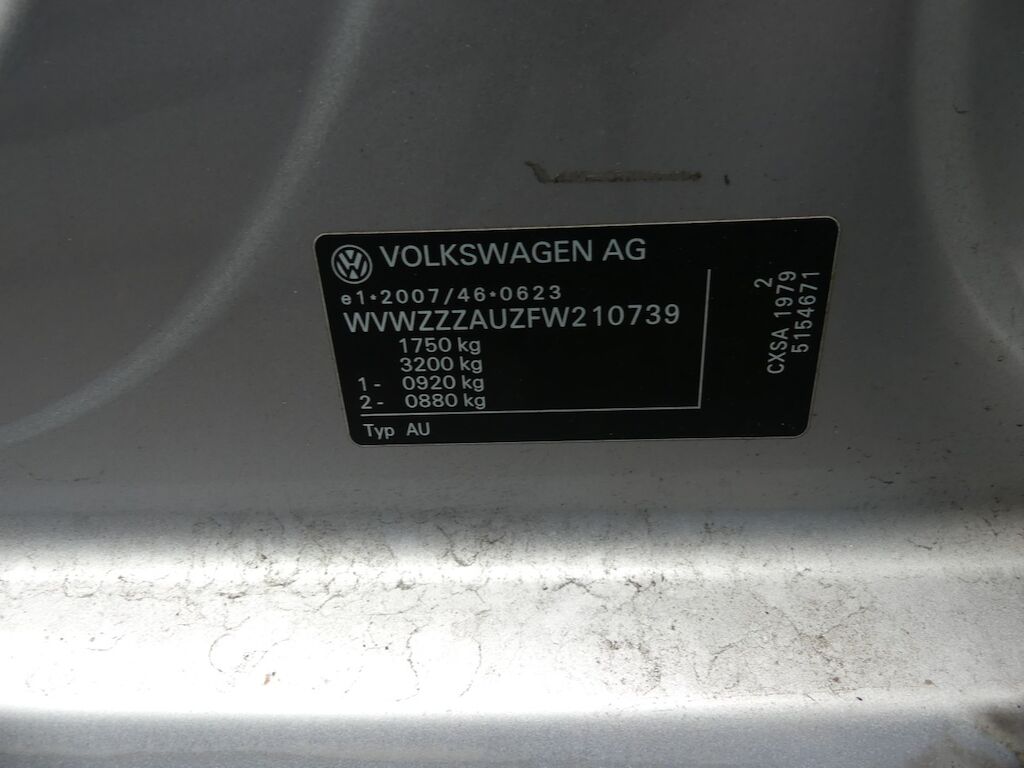 VOLKSWAGEN AG
e1*2007/46*0623
WVWZZZAUZFW210739
1750 kg
3200 kg
1- 0920 kg
2- 0880 kg
Typ AU
2
CXSA 1979
5154671